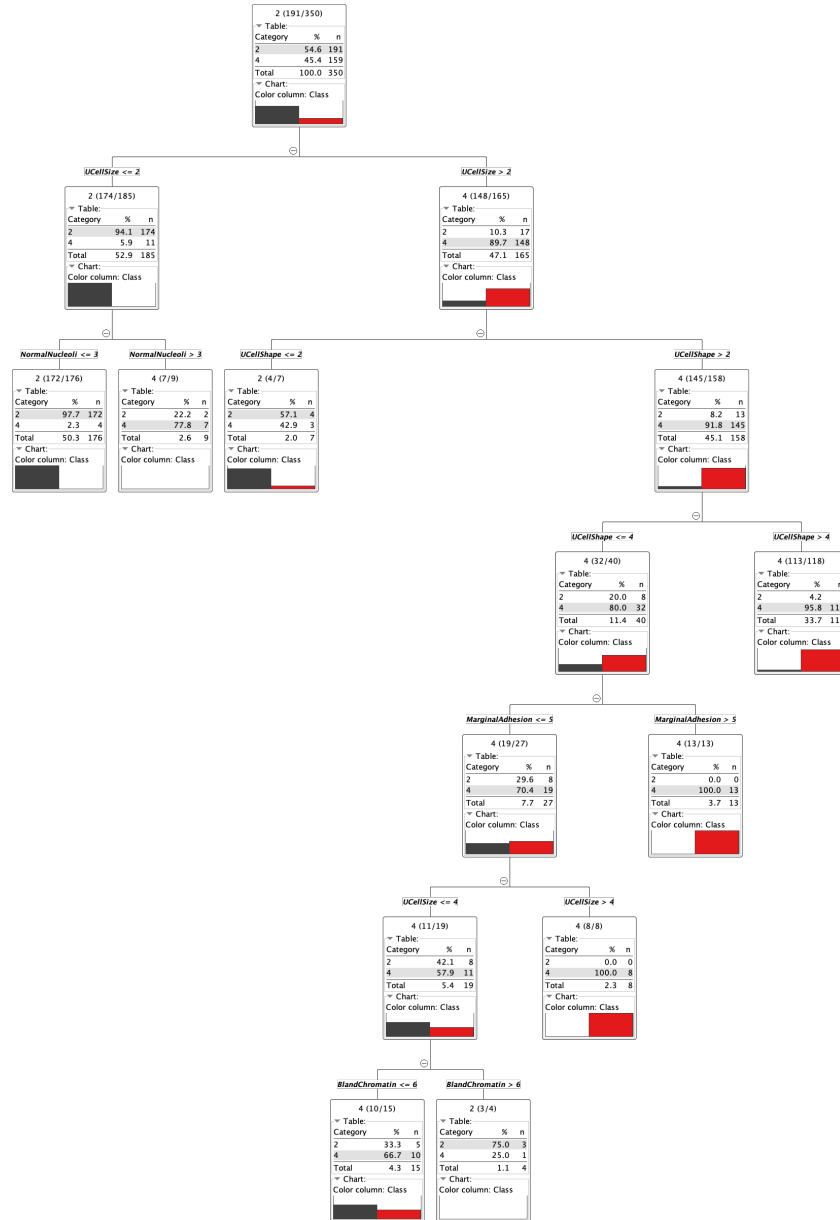 2 (191/350)
Table:
Category % n
2 54.6 191
4 45.4 159
Total 100.0 350
Chart:
Color column: Class
UCellSize <= 2
UCellSize > 2
2 (174/185)
Table:
Category % n
2 94.1 174
4 5.9 11
Total 52.9 185
Chart:
Color column: Class
4 (148/165)
Table:
Category % n
2 10.3 17
4 89.7 148
Total 47.1 165
Chart:
Color column: Class
NormalNucleoli <= 3
NormalNucleoli > 3
UCellShape <= 2
UCellShape > 2
2 (172/176)
Table:
Category % n
2 97.7 172
4 2.3 4
Total 50.3 176
Chart:
Color column: Class
4 (7/9)
Table:
Category % n
2 22.2 2
4 77.8 7
Total 2.6 9
Chart:
Color column: Class
2 (4/7)
Table:
Category % n
2 57.1 4
4 42.9 3
Total 2.0 7
Chart:
Color column: Class
4 (145/158)
Table:
Category % n
2 8.2 13
4 91.8 145
Total 45.1 158
Chart:
Color column: Class
UCellShape <= 4
UCellShape > 4
4 (32/40)
Table:
Category % n
2 20.0 8
4 80.0 32
Total 11.4 40
Chart:
Color column: Class
4 (113/118)
Table:
Category %
2 4.2
4 95.8 11
Total 33.7 11
Chart:
Color column: Class
MarginalAdhesion <= 5
MarginalAdhesion > 5
4 (19/27)
Table:
Category % n
2 29.6 8
4 70.4 19
Total 7.7 27
Chart:
Color column: Class
4 (13/13)
Table:
Category % n
2 0.0 0
4 100.0 13
Total 3.7 13
Chart:
Color column: Class
UCellSize <= 4
UCellSize > 4
4 (11/19)
Table:
Category % n
2 42.1 8
4 57.9 11
Total 5.4 19
Chart:
Color column: Class
4 (8/8)
Table:
Category % n
2 0.0 0
4 100.0 8
Total 2.3 8
Chart:
Color column: Class
BlandChromatin <= 6
BlandChromatin > 6
4 (10/15)
Table:
Category % n
2 33.3 5
4 66.7 10
Total 4.3 15
Chart:
Color column: Class
2 (3/4)
Table:
Category % n
2 75.0 3
4 25.0 1
Total 1.1 4
Chart:
Color column: Class